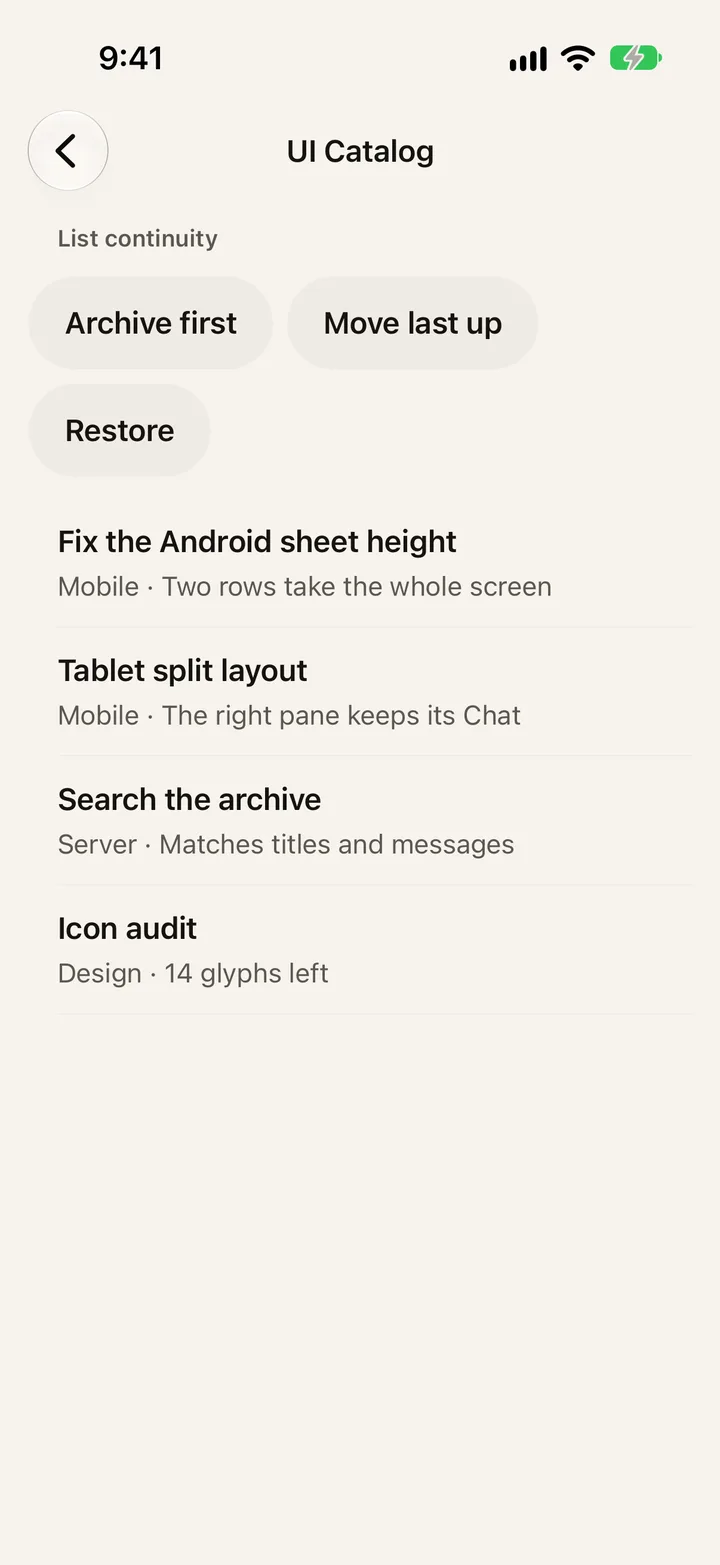 9:41
UI Catalog
List continuity
Archive first
Move last up
Restore
Fix the Android sheet height
Mobile · Two rows take the whole screen
Tablet split layout
Mobile · The right pane keeps its Chat
Search the archive
Server · Matches titles and messages
Icon audit
Design · 14 glyphs left